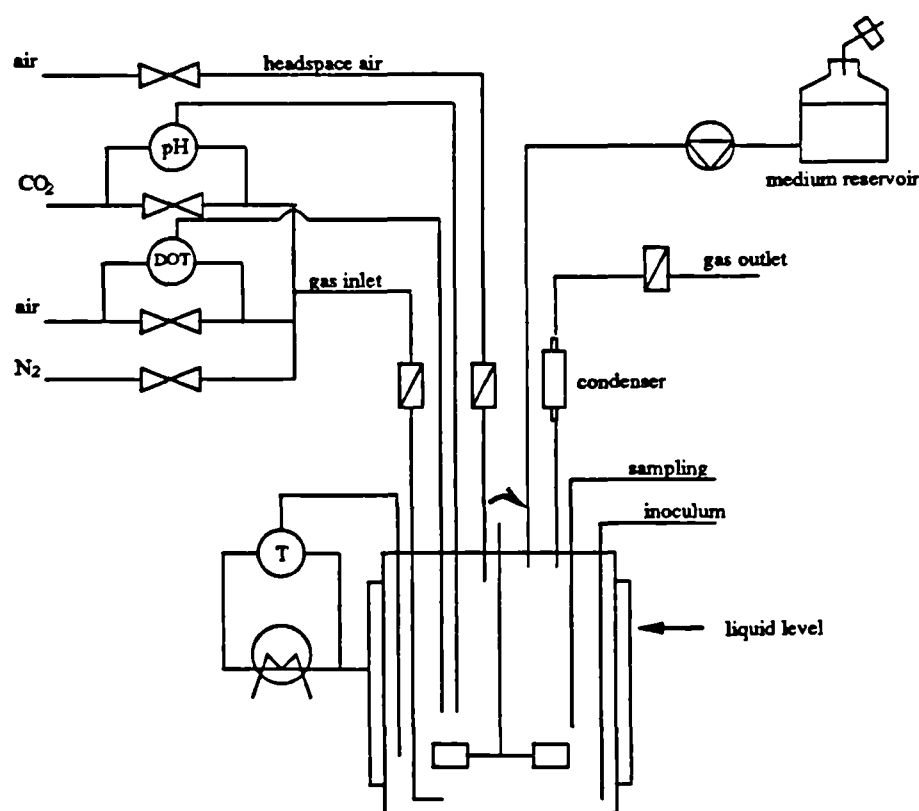 air
headspace air
pH
CO₂
medium reservoir
DOT
gas outlet
gas inlet
air
N₂
condenser
sampling
inoculum
T
liquid level